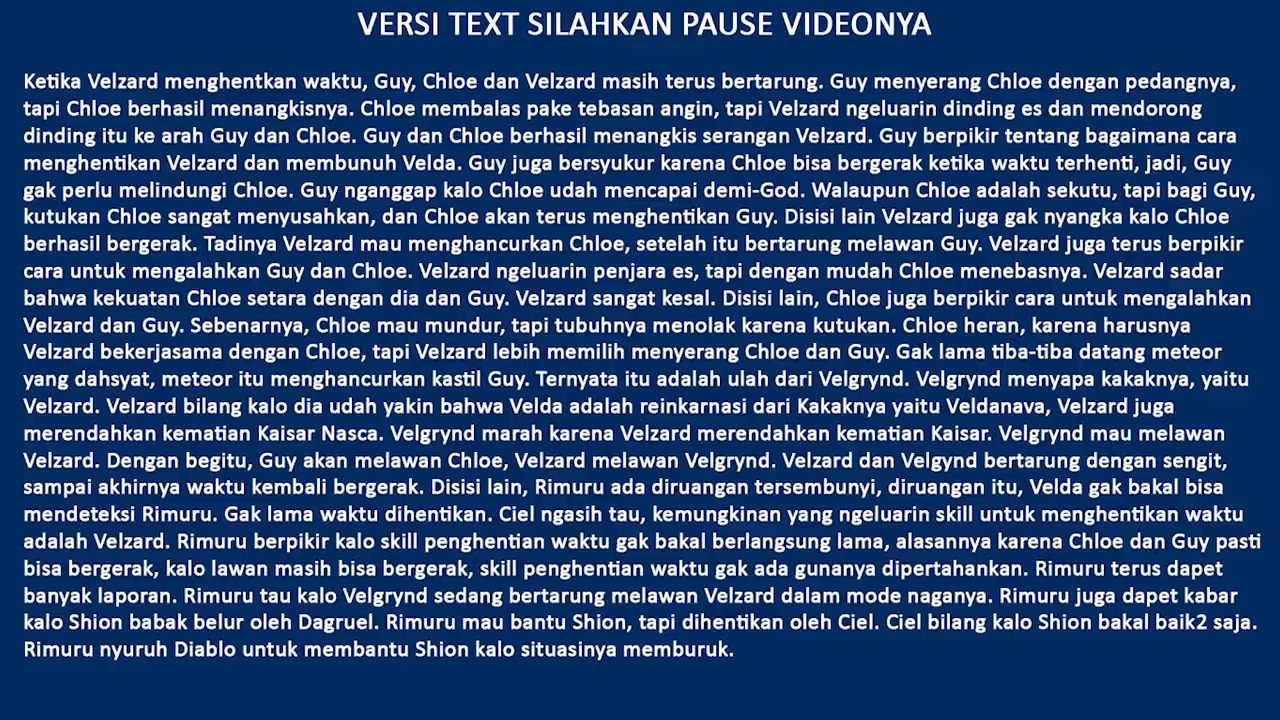 VERSI TEXT SILAHKAN PAUSE VIDEONYA
Ketika Velzard menghentkan waktu, Guy, Chloe dan Velzard masih terus bertarung. Guy menyerang Chloe dengan pedangnya,
tapi Chloe berhasil menangkisnya. Chloe membalas pake tebasan angin, tapi Velzard ngeluarin dinding es dan mendorong
dinding itu ke arah Guy dan Chloe. Guy dan Chloe berhasil menangkis serangan Velzard. Guy berpikir tentang bagaimana cara
menghentikan Velzard dan membunuh Velda. Guy juga bersyukur karena Chloe bisa bergerak ketika waktu terhenti, jadi, Guy
gak perlu melindungi Chloe. Guy nganggap kalo Chloe udah mencapai demi-God. Walaupun Chloe adalah sekutu, tapi bagi Guy,
kutukan Chloe sangat menyusahkan, dan Chloe akan terus menghentikan Guy. Disisi lain Velzard juga gak nyangka kalo Chloe
berhasil bergerak. Tadinya Velzard mau menghancurkan Chloe, setelah itu bertarung melawan Guy. Velzard juga terus berpikir
cara untuk mengalahkan Guy dan Chloe. Velzard ngeluarin penjara es, tapi dengan mudah Chloe menebasnya. Velzard sadar
bahwa kekuatan Chloe setara dengan dia dan Guy. Velzard sangat kesal. Disisi lain, Chloe juga berpikir cara untuk mengalahkan
Velzard dan Guy. Sebenarnya, Chloe mau mundur, tapi tubuhnya menolak karena kutukan. Chloe heran, karena harusnya
Velzard bekerjasama dengan Chloe, tapi Velzard lebih memilih menyerang Chloe dan Guy. Gak lama tiba-tiba datang meteor
yang dahsyat, meteor itu menghancurkan kastil Guy. Ternyata itu adalah ulah dari Velgrynd. Velgrynd menyapa kakaknya, yaitu
Velzard. Velzard bilang kalo dia udah yakin bahwa Velda adalah reinkarnasi dari Kakaknya yaitu Veldanava, Velzard juga
merendahkan kematian Kaisar Nasca. Velgrynd marah karena Velzard merendahkan kematian Kaisar. Velgrynd mau melawan
Velzard. Dengan begitu, Guy akan melawan Chloe, Velzard melawan Velgrynd. Velzard dan Velgynd bertarung dengan sengit,
sampai akhirnya waktu kembali bergerak. Disisi lain, Rimuru ada diruangan tersembunyi, diruangan itu, Velda gak bakal bisa
mendeteksi Rimuru. Gak lama waktu dihentikan. Ciel ngasih tau, kemungkinan yang ngeluarin skill untuk menghentikan waktu
adalah Velzard. Rimuru berpikir kalo skill penghentian waktu gak bakal berlangsung lama, alasannya karena Chloe dan Guy pasti
bisa bergerak, kalo lawan masih bisa bergerak, skill penghentian waktu gak ada gunanya dipertahankan. Rimuru terus dapet
banyak laporan. Rimuru tau kalo Velgrynd sedang bertarung melawan Velzard dalam mode naganya. Rimuru juga dapet kabar
kalo Shion babak belur oleh Dagruel. Rimuru mau bantu Shion, tapi dihentikan oleh Ciel. Ciel bilang kalo Shion bakal baik2 saja.
Rimuru nyuruh Diablo untuk membantu Shion kalo situasinya memburuk.